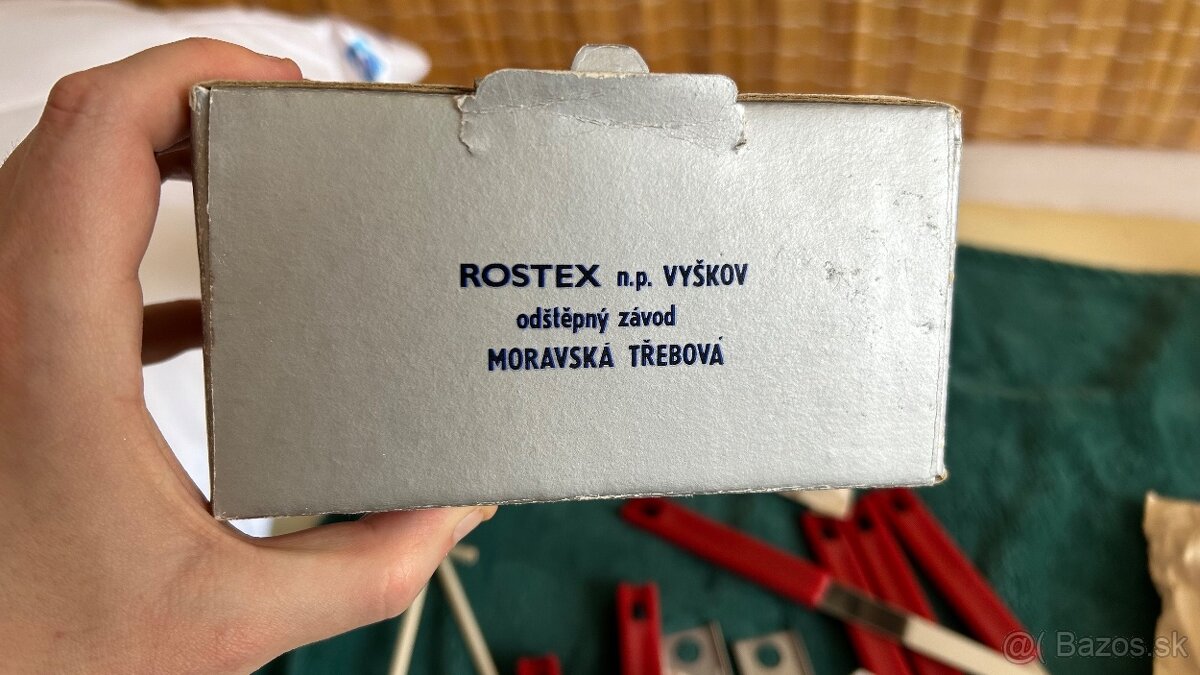 ROSTEX n.p. VYŠKOV
odštěpný závod
MORAVSKÁ TŘEBOVÁ
@( Bazos.sk